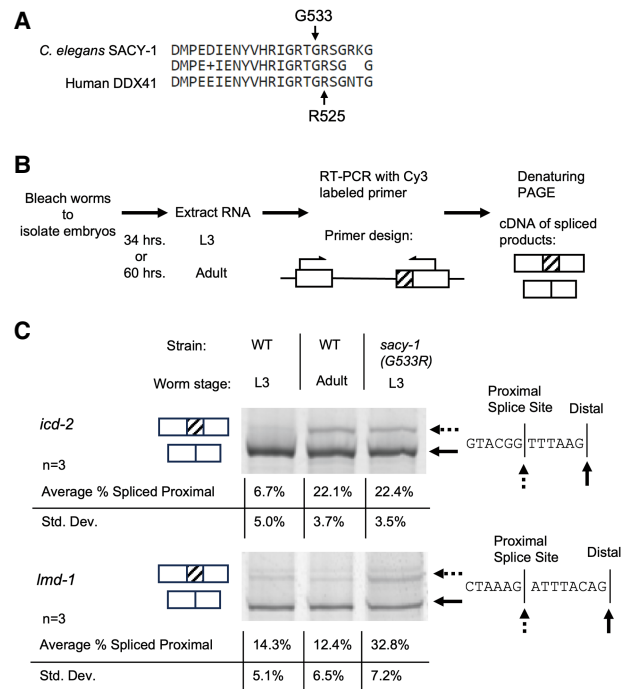 A
G533
C. elegans SACY-1 DMPEDIENYVHRIGRTGRSGRKG
DMPE+IENYVHRIGRTGRSG G
Human DDX41 DMPEEIENYVHRIGRTGRSGNTG
R525
B
Bleach worms
to
isolate embryos
34 hrs.
or
60 hrs.
Extract RNA
L3
Adult
RT-PCR with Cy3
labeled primer
Primer design:
Denaturing
PAGE
cDNA of spliced
products:
C
Strain: WT WT sacy-1
(G533R)
Worm stage: L3 Adult L3
Proximal
Splice Site Distal
icd-2
GTACGG TTTAAG
n=3
Average % Spliced Proximal 6.7% 22.1% 22.4%
Std. Dev. 5.0% 3.7% 3.5%
Proximal
Splice Site Distal
lmd-1
CTAAAG ATTTACAG
n=3
Average % Spliced Proximal 14.3% 12.4% 32.8%
Std. Dev. 5.1% 6.5% 7.2%